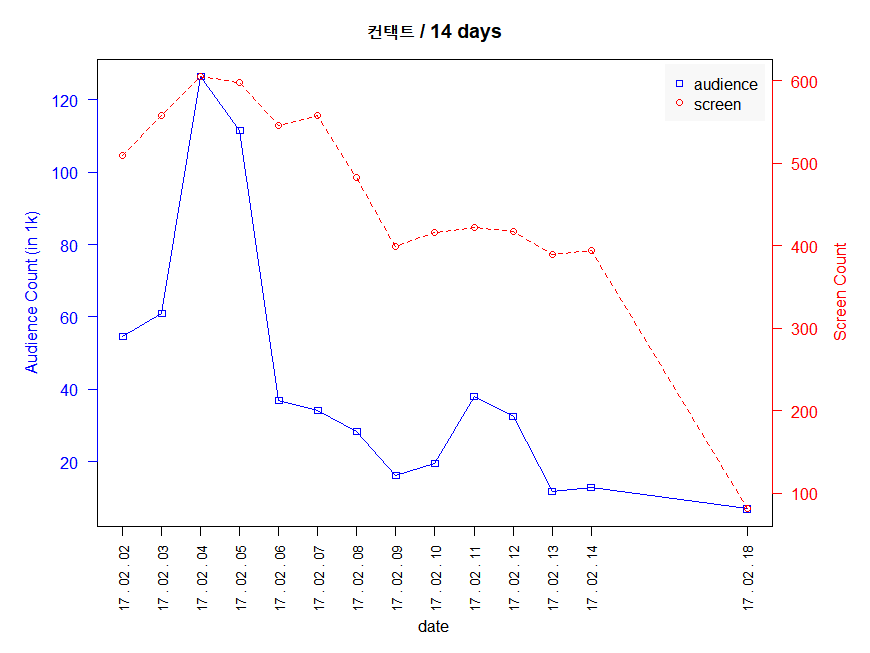 컨택트 / 14 days
audience
screen
Audience Count (in 1k)
120
100
80
60
40
20
600
500
400
300
200
100
Screen Count
17 . 02 . 02
17 . 02 . 03
17 . 02 . 04
17 . 02 . 05
17 . 02 . 06
17 . 02 . 07
17 . 02 . 08
17 . 02 . 09
17 . 02 . 10
17 . 02 . 11
17 . 02 . 12
17 . 02 . 13
17 . 02 . 14
17 . 02 . 18
date